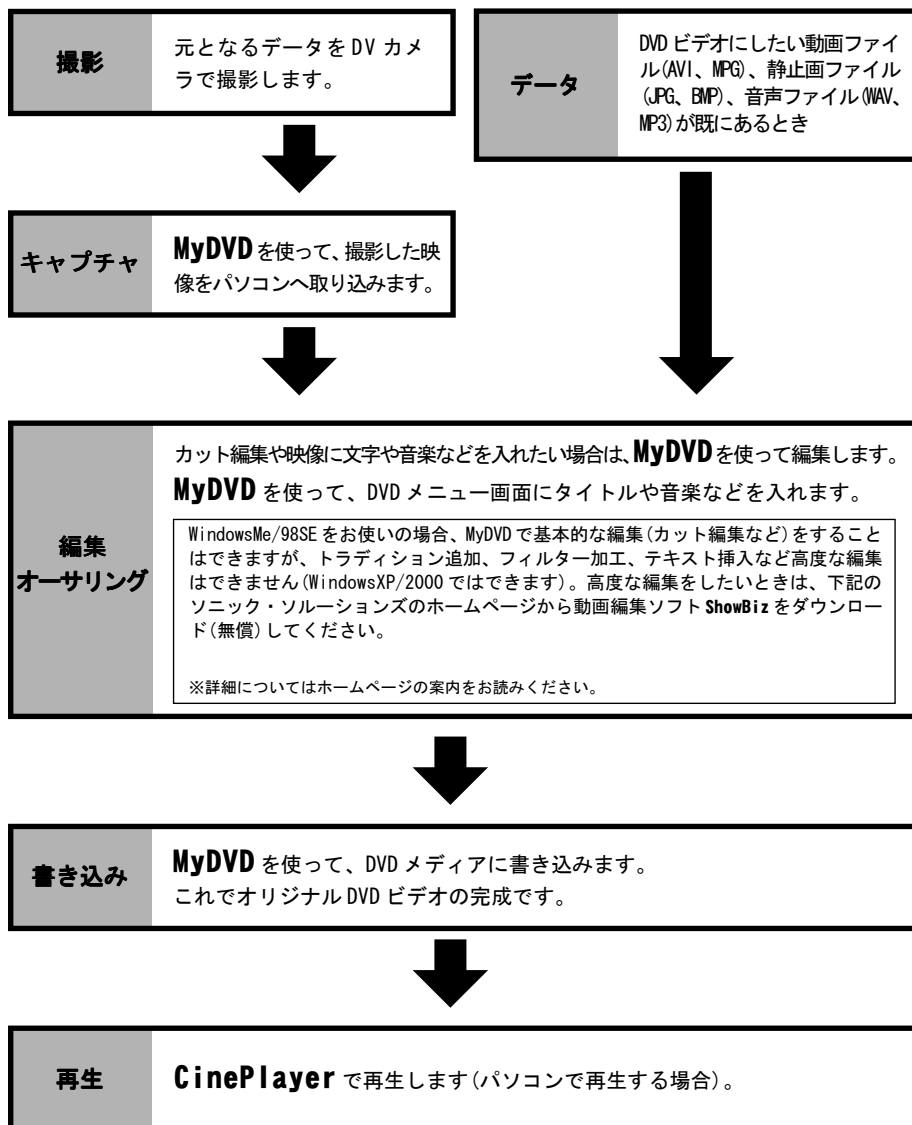 撮影
元となるデータをDVカメ
ラで撮影します。
データ
DVDビデオにしたい動画ファイ
ル(AVI、MPG)、静止画ファイル
(JPG、BMP)、音声ファイル(WAV、
MP3)が既にあるとき
キャプチャ
MyDVDを使って、撮影した映
像をパソコンへ取り込みます。
編集
オーサリング
カット編集や映像に文字や音楽などを入れたい場合は、MyDVDを使って編集します。
MyDVDを使って、DVDメニュー画面にタイトルや音楽などを入れます。
WindowsMe/98SEをお使いの場合、MyDVDで基本的な編集(カット編集など)をすること
はできますが、トラディション追加、フィルター加工、テキスト挿入など高度な編集
はできません(WindowsXP/2000ではできます)。高度な編集をしたいときは、下記の
ソニック・ソルーションズのホームページから動画編集ソフトShowBizをダウンロー
ド(無償)してください。
※詳細についてはホームページの案内をお読みください。
書き込み
MyDVDを使って、DVDメディアに書き込みます。
これでオリジナルDVDビデオの完成です。
再生
CinePlayerで再生します(パソコンで再生する場合)。